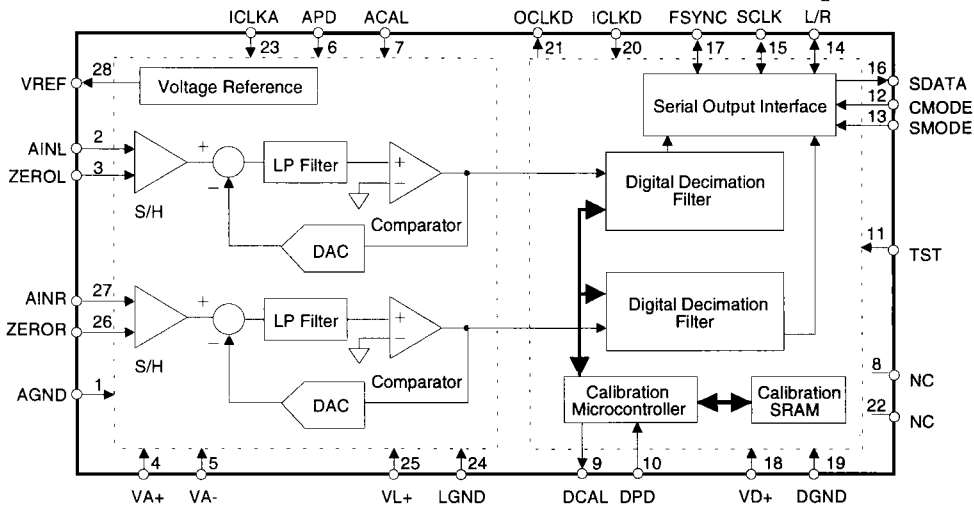 ICLKA APD ACAL OCLKD ICLKD FSYNC SCLK L/R
23 6 7 21 20 17 15 14
VREF 28 Voltage Reference
Serial Output Interface
16 SDATA
12 CMODE
13 SMODE
AINL 2
ZEROL 3
S/H
+
−
LP Filter
+
−
Comparator
DAC
Digital Decimation
Filter
11 TST
AINR 27
ZEROR 26
S/H
+
−
LP Filter
+
−
Comparator
DAC
Digital Decimation
Filter
AGND 1
8 NC
22 NC
Calibration
Microcontroller
Calibration
SRAM
4 5 25 24 9 10 18 19
VA+ VA- VL+ LGND DCAL DPD VD+ DGND